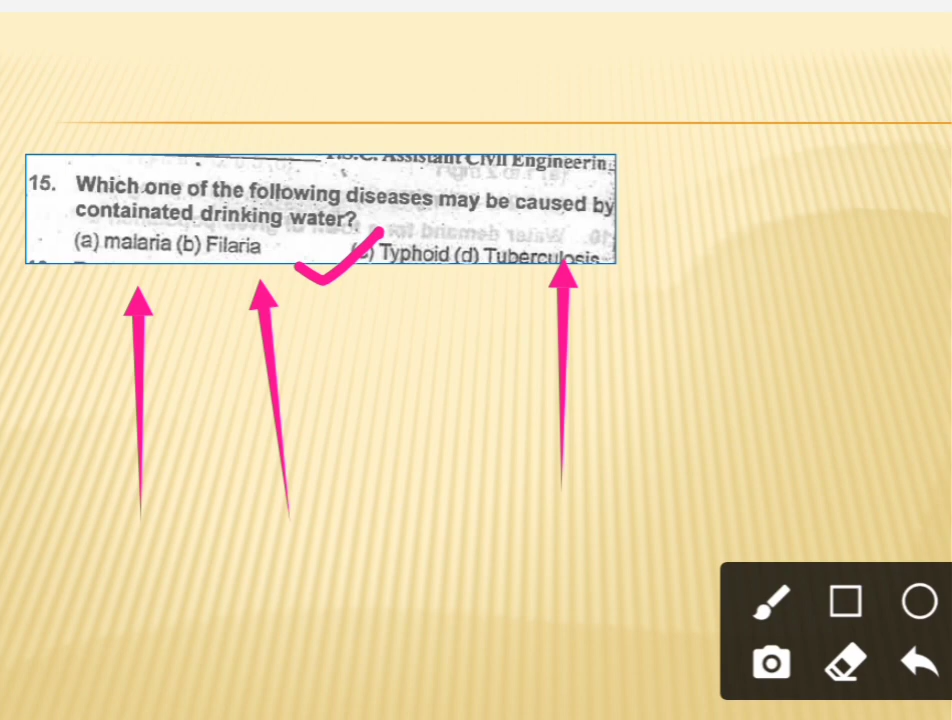 Assistant Civil Engineerin
15. Which one of the following diseases may be caused by
containated drinking water?
(a) malaria (b) Filaria (c) Typhoid (d) Tuberculosis